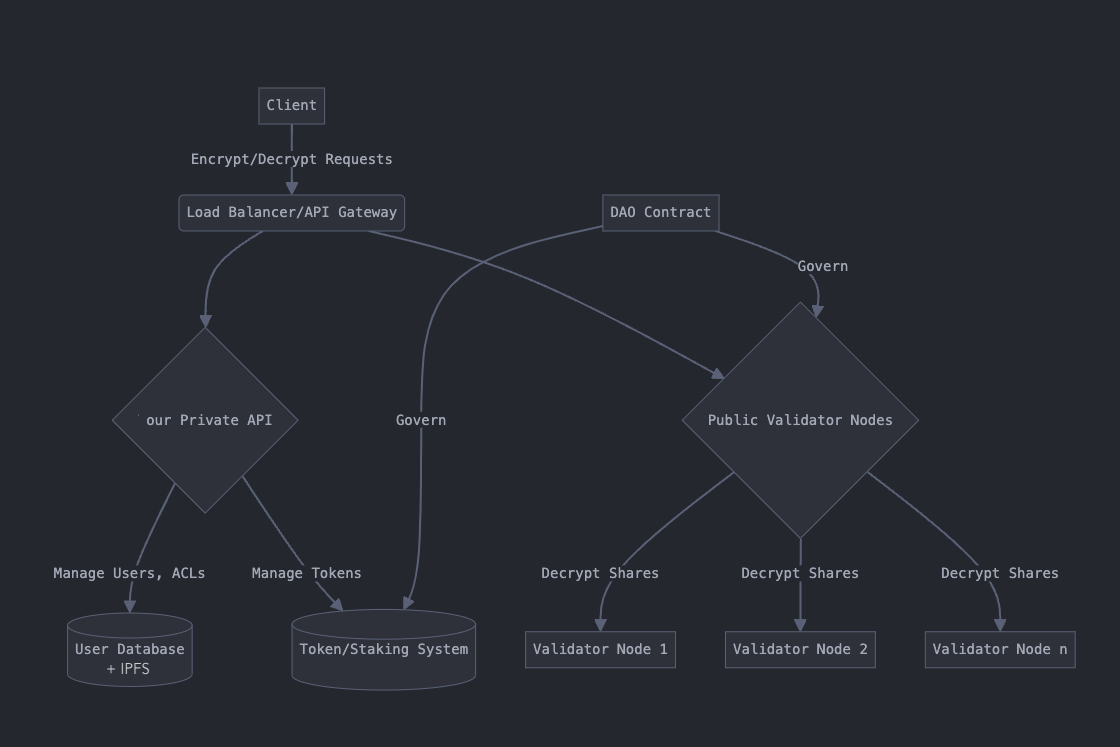 Client
Encrypt/Decrypt Requests
Load Balancer/API Gateway
DAO Contract
Govern
our Private API
Govern
Public Validator Nodes
Manage Users, ACLs
Manage Tokens
Decrypt Shares
Decrypt Shares
Decrypt Shares
User Database
+ IPFS
Token/Staking System
Validator Node 1
Validator Node 2
Validator Node n